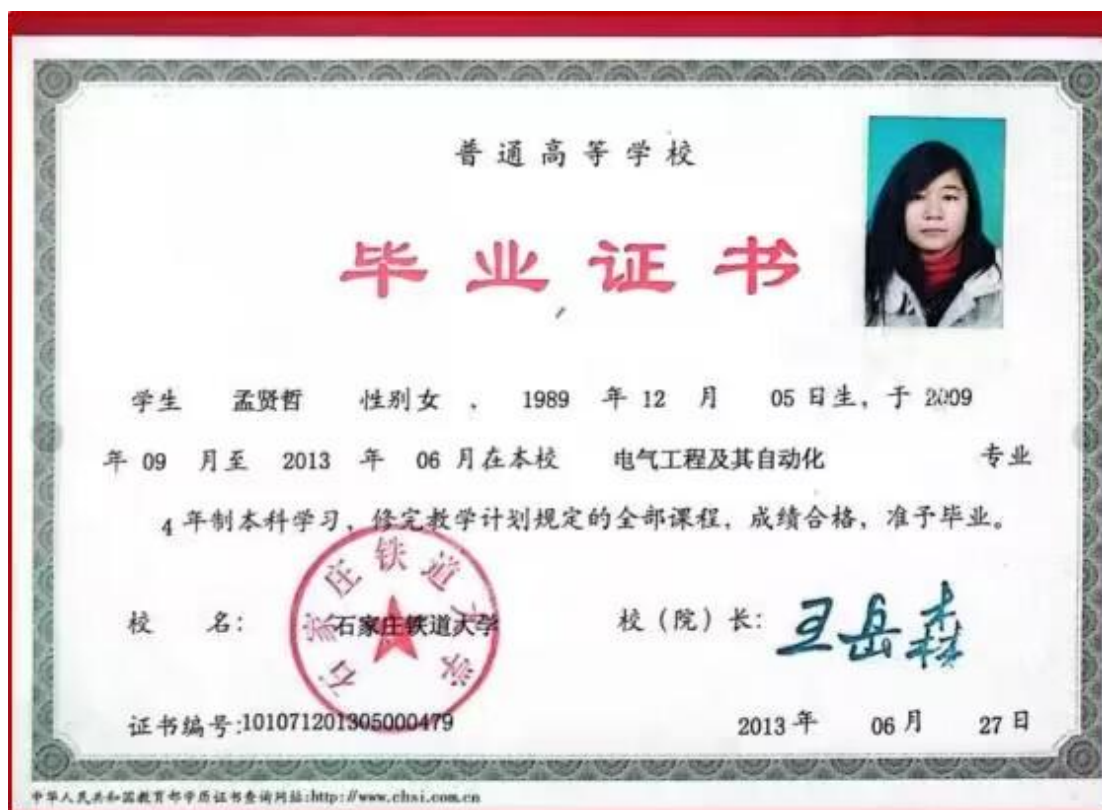 普通高等学校
毕业证书
学生 孟贤哲 性别女 、 1989 年 12 月 05 日生，于 2009
年 09 月至 2013 年 06 月在本校 电气工程及其自动化 专业
4 年制本科学习，修完教学计划规定的全部课程，成绩合格，准予毕业。
校 名： 石家庄铁道大学 校（院）长：王岳森
石家庄铁道大学
证书编号:101071201305000479 2013 年 06 月 27 日
中华人民共和国教育部学历证书查询网站:http://www.chsi.com.cn